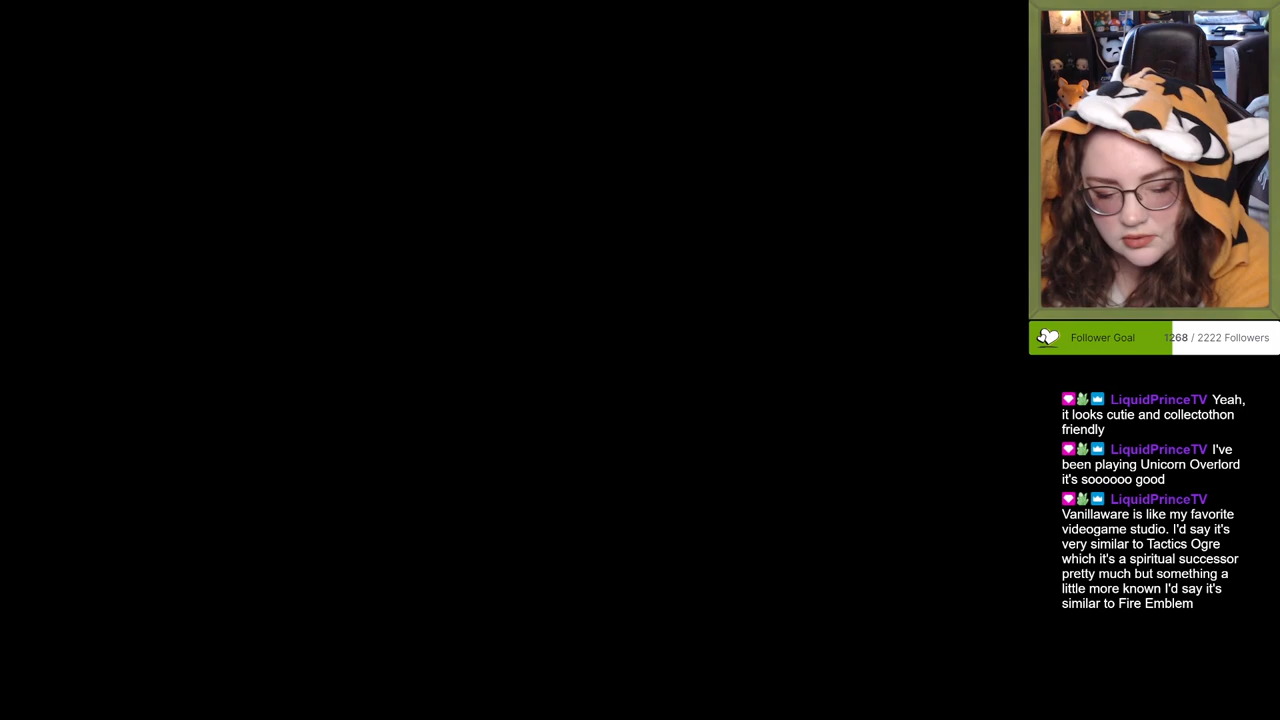 Follower Goal 1268 / 2222 Followers
LiquidPrinceTV Yeah,
it looks cutie and collectothon
friendly
LiquidPrinceTV I've
been playing Unicorn Overlord
it's soooooo good
LiquidPrinceTV
Vanillaware is like my favorite
videogame studio. I'd say it's
very similar to Tactics Ogre
which it's a spiritual successor
pretty much but something a
little more known I'd say it's
similar to Fire Emblem